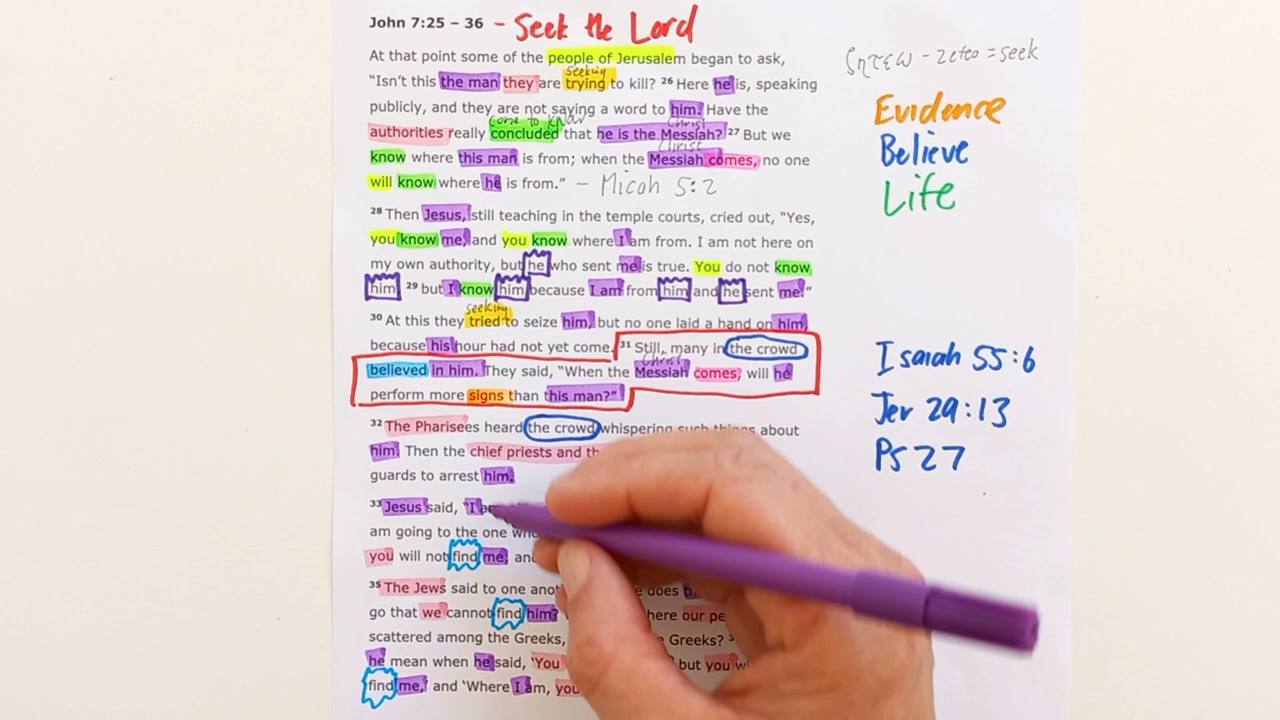 John 7:25 – 36 - Seek the Lord
At that point some of the people of Jerusalem began to ask,
seeking
“Isn’t this the man they are trying to kill? 26 Here he is, speaking
publicly, and they are not saying a word to him. Have the
come to know Christ
authorities really concluded that he is the Messiah? 27 But we
Christ
know where this man is from; when the Messiah comes, no one
will know where he is from.” - Micah 5:2
28 Then Jesus, still teaching in the temple courts, cried out, “Yes,
you know me, and you know where I am from. I am not here on
my own authority, but he who sent me is true. You do not know
him, 29 but I know him because I am from him and he sent me.”
seeking
30 At this they tried to seize him, but no one laid a hand on him,
because his hour had not yet come. 31 Still, many in the crowd
Christ
believed in him. They said, “When the Messiah comes, will he
perform more signs than this man?”
32 The Pharisees heard the crowd whispering such things about
him. Then the chief priests and
guards to arrest him.
33 Jesus said, “I
am going to the one
you will not find me; and
35 The Jews said to one does
go that we cannot find him? here our
scattered among the Greeks, Greeks?
he mean when he said, ‘You but you
find me,’ and ‘Where I am, you
ζητεω - zeteo = seek
Evidence
Believe
Life
Isaiah 55:6
Jer 29:13
Ps 27